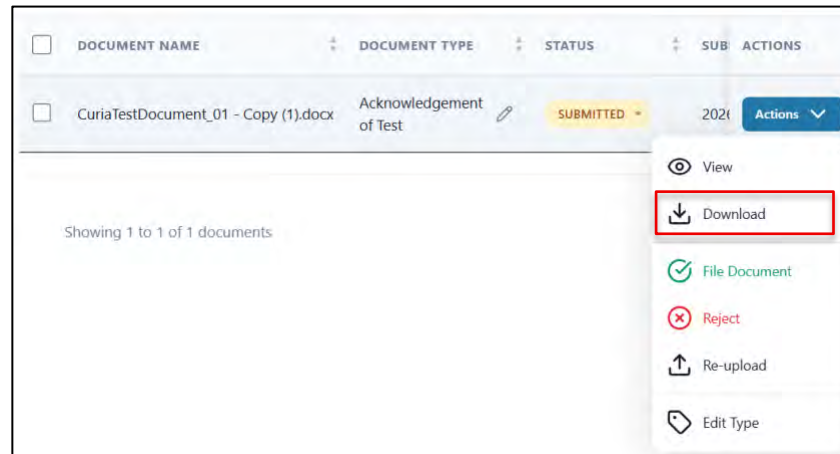 DOCUMENT NAME DOCUMENT TYPE STATUS SUB ACTIONS
CuriaTestDocument_01 - Copy (1).docx Acknowledgement of Test SUBMITTED 202 Actions
View
Download
Showing 1 to 1 of 1 documents
File Document
Reject
Re-upload
Edit Type